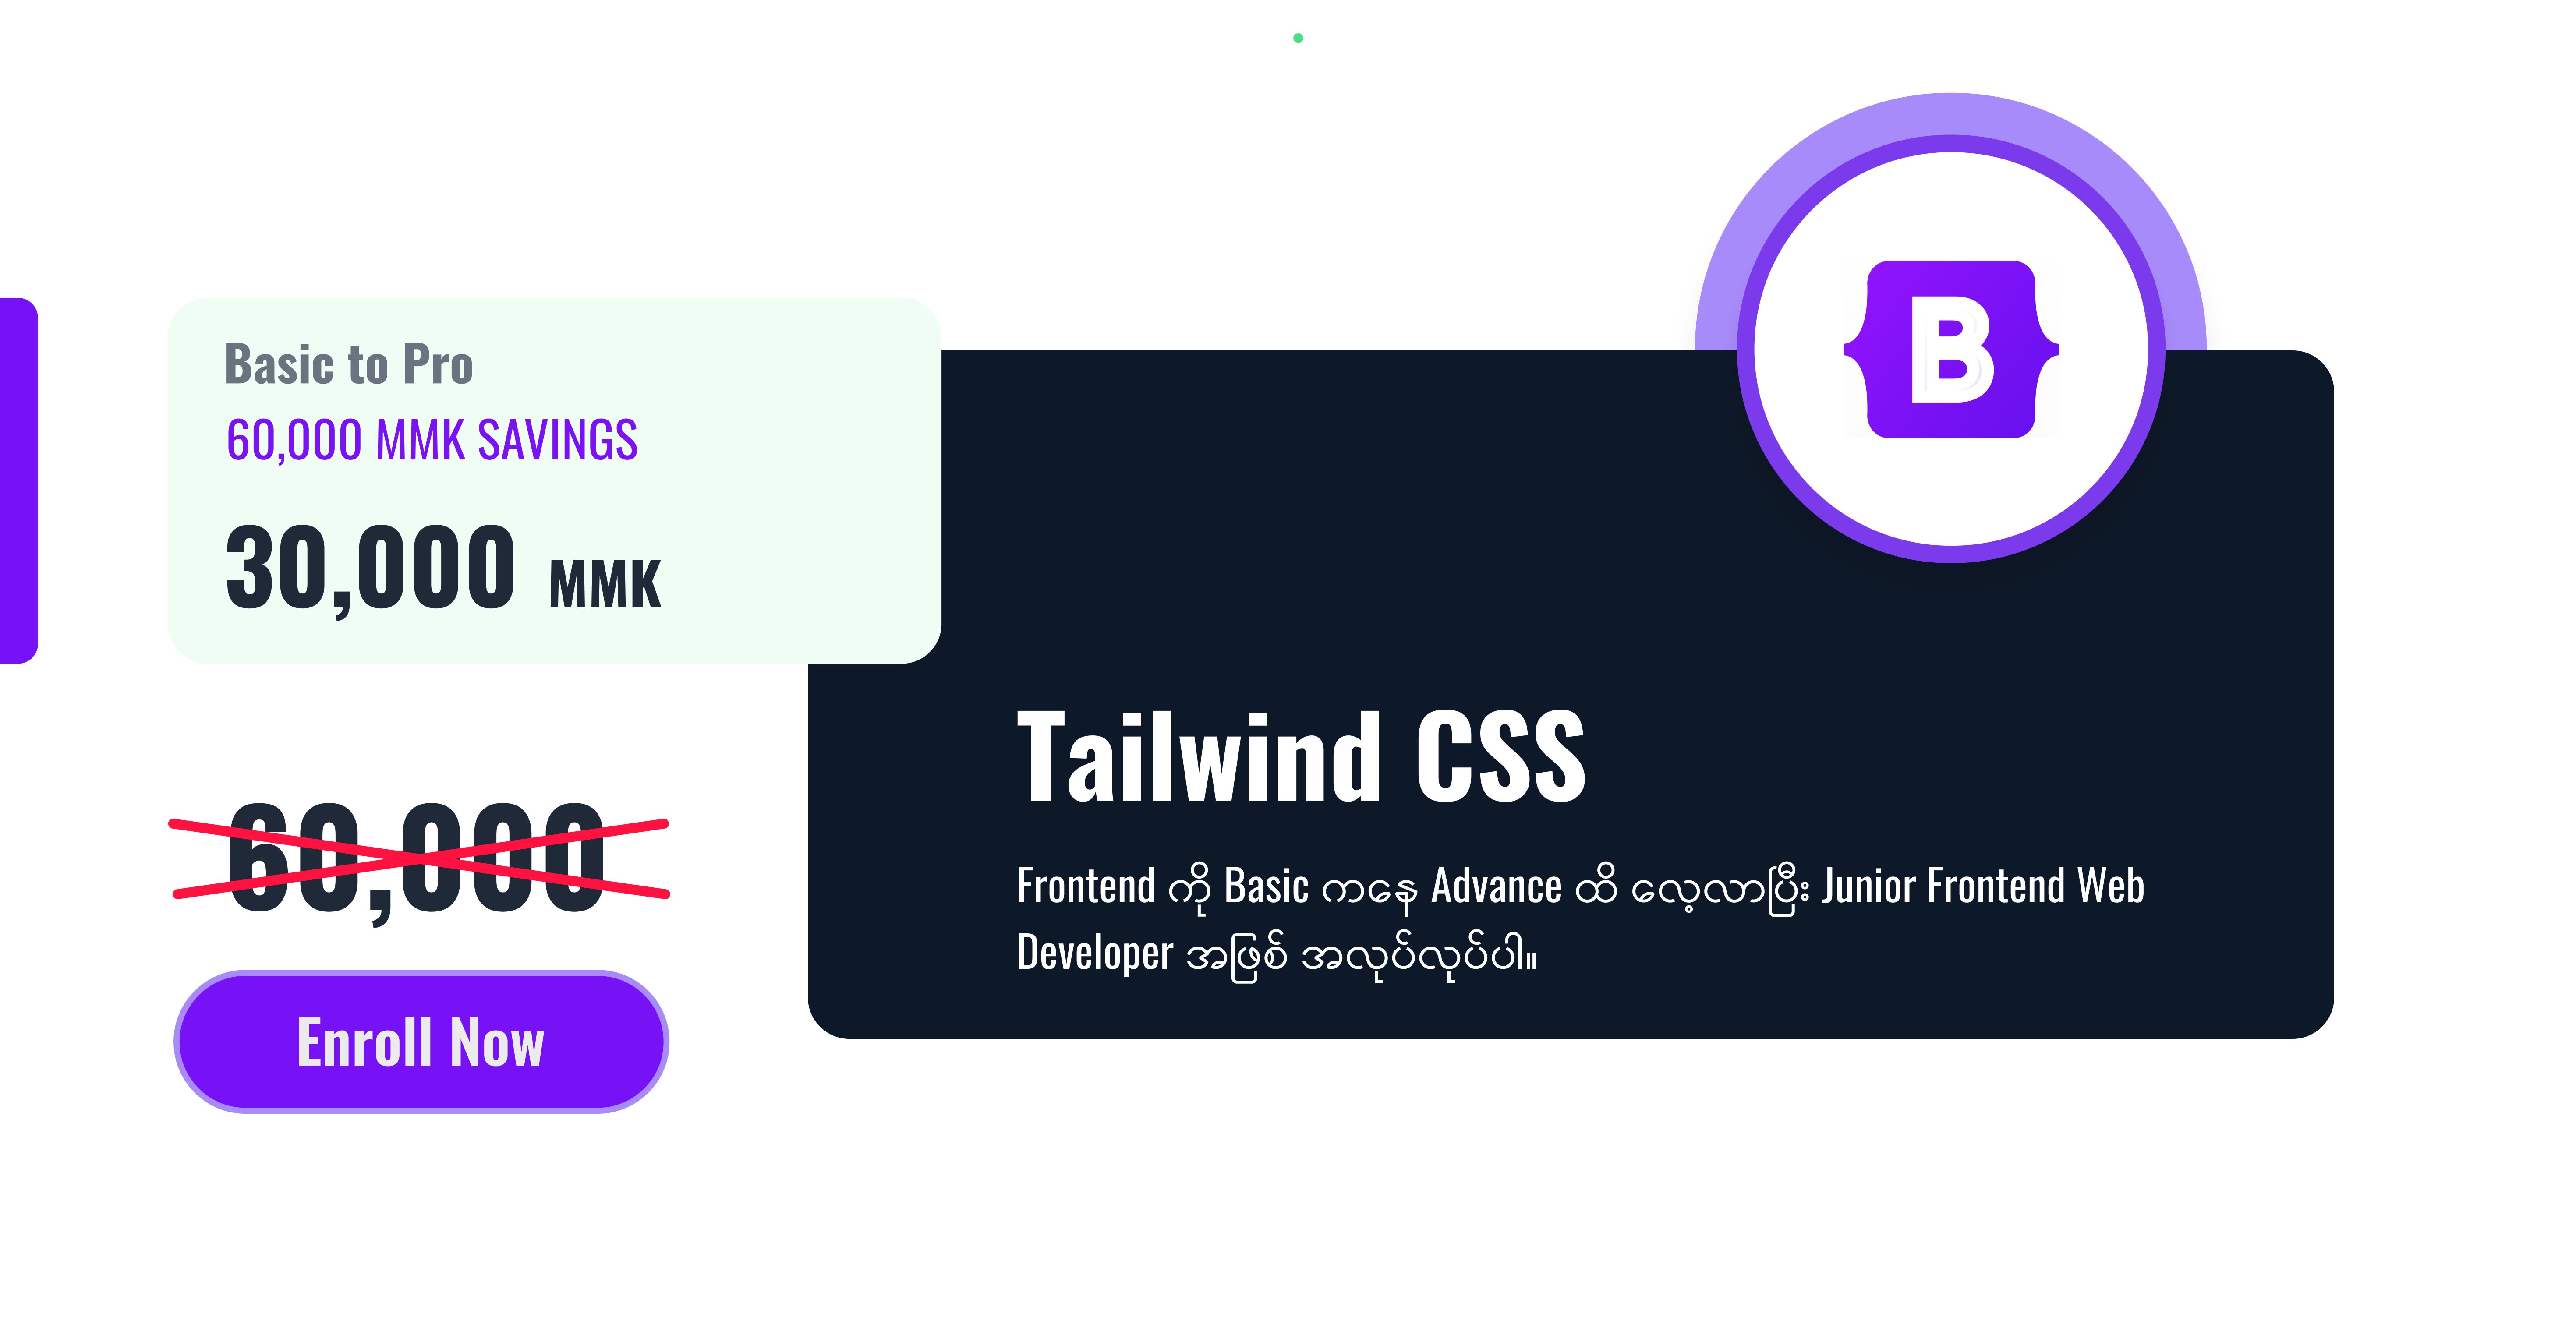 Basic to Pro
60,000 MMK SAVINGS
30,000 MMK
60,000
Enroll Now
B
Tailwind CSS
Frontend ကို Basic ကနေ Advance ထိ လေ့လာပြီး Junior Frontend Web
Developer အဖြစ် အလုပ်လုပ်ပါ။